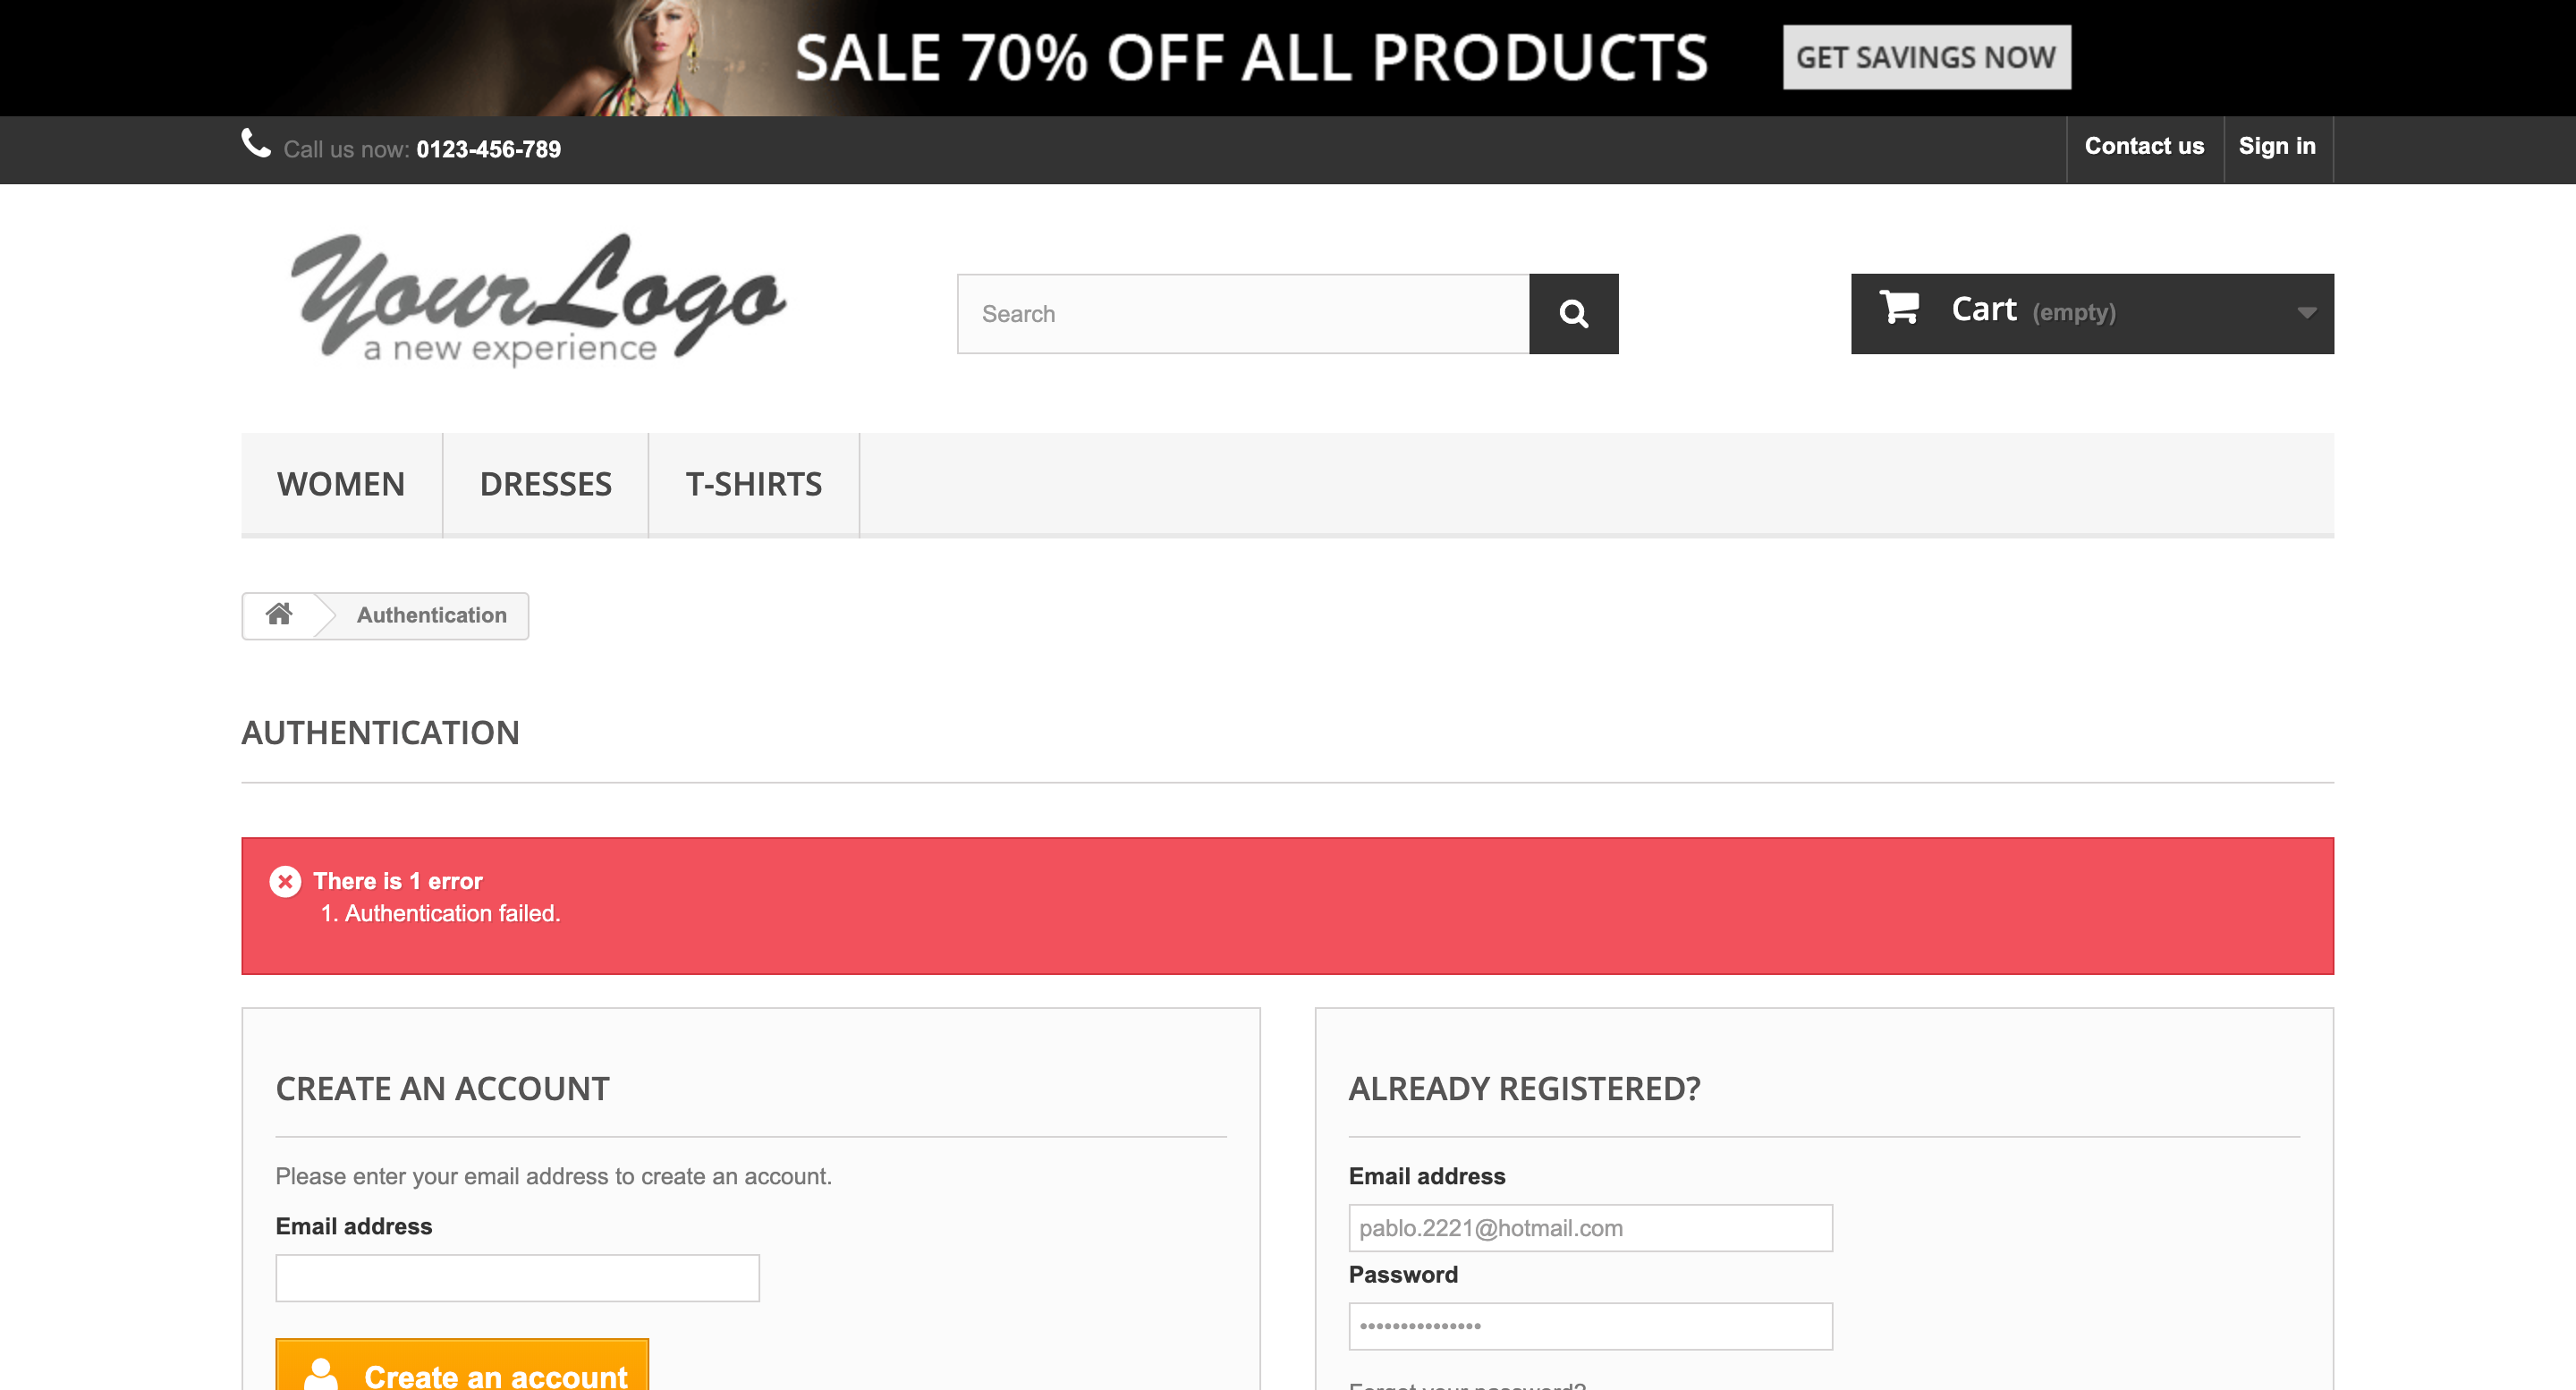 SALE 70% OFF ALL PRODUCTS GET SAVINGS NOW
Call us now: 0123-456-789 Contact us Sign in
YourLogo
a new experience
Search
Cart (empty)
WOMEN DRESSES T-SHIRTS
Authentication
AUTHENTICATION
There is 1 error
1. Authentication failed.
CREATE AN ACCOUNT
Please enter your email address to create an account.
Email address
Create an account
ALREADY REGISTERED?
Email address
pablo.2221@hotmail.com
Password
•••••••••••••••
Forgot your password?